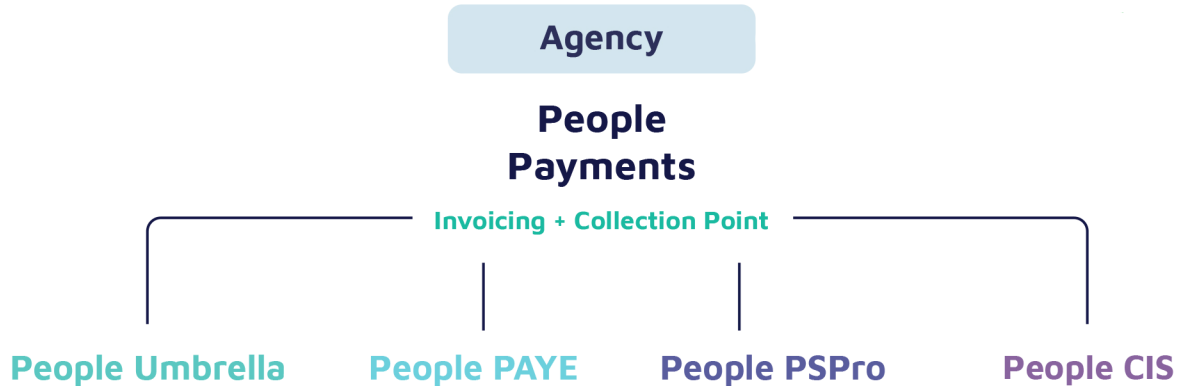 Agency
People
Payments
Invoicing + Collection Point
People Umbrella
People PAYE
People PSPro
People CIS